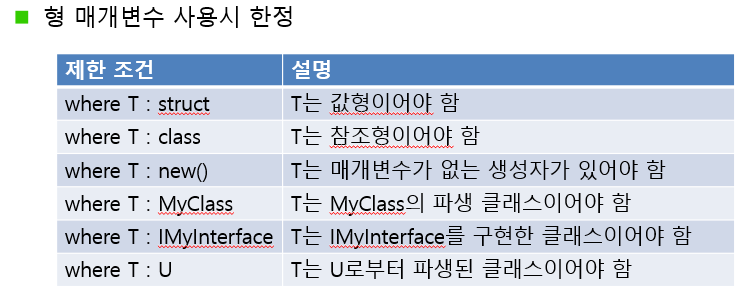 형 매개변수 사용시 한정
제한 조건 설명
where T : struct T는 값형이어야 함
where T : class T는 참조형이어야 함
where T : new() T는 매개변수가 없는 생성자가 있어야 함
where T : MyClass T는 MyClass의 파생 클래스이어야 함
where T : IMyInterface T는 IMyInterface를 구현한 클래스이어야 함
where T : U T는 U로부터 파생된 클래스이어야 함